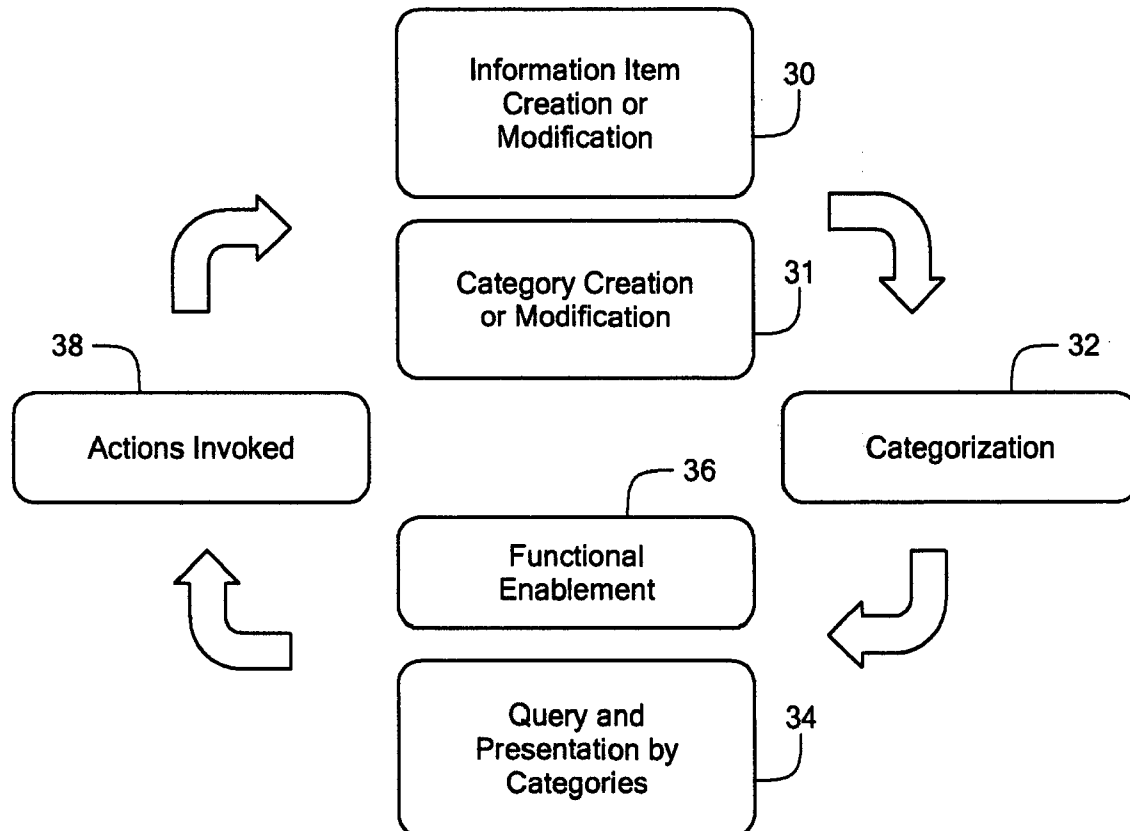 Information Item
Creation or
Modification
30
Category Creation
or Modification
31
38
32
Actions Invoked
Categorization
36
Functional
Enablement
Query and
Presentation by
Categories
34